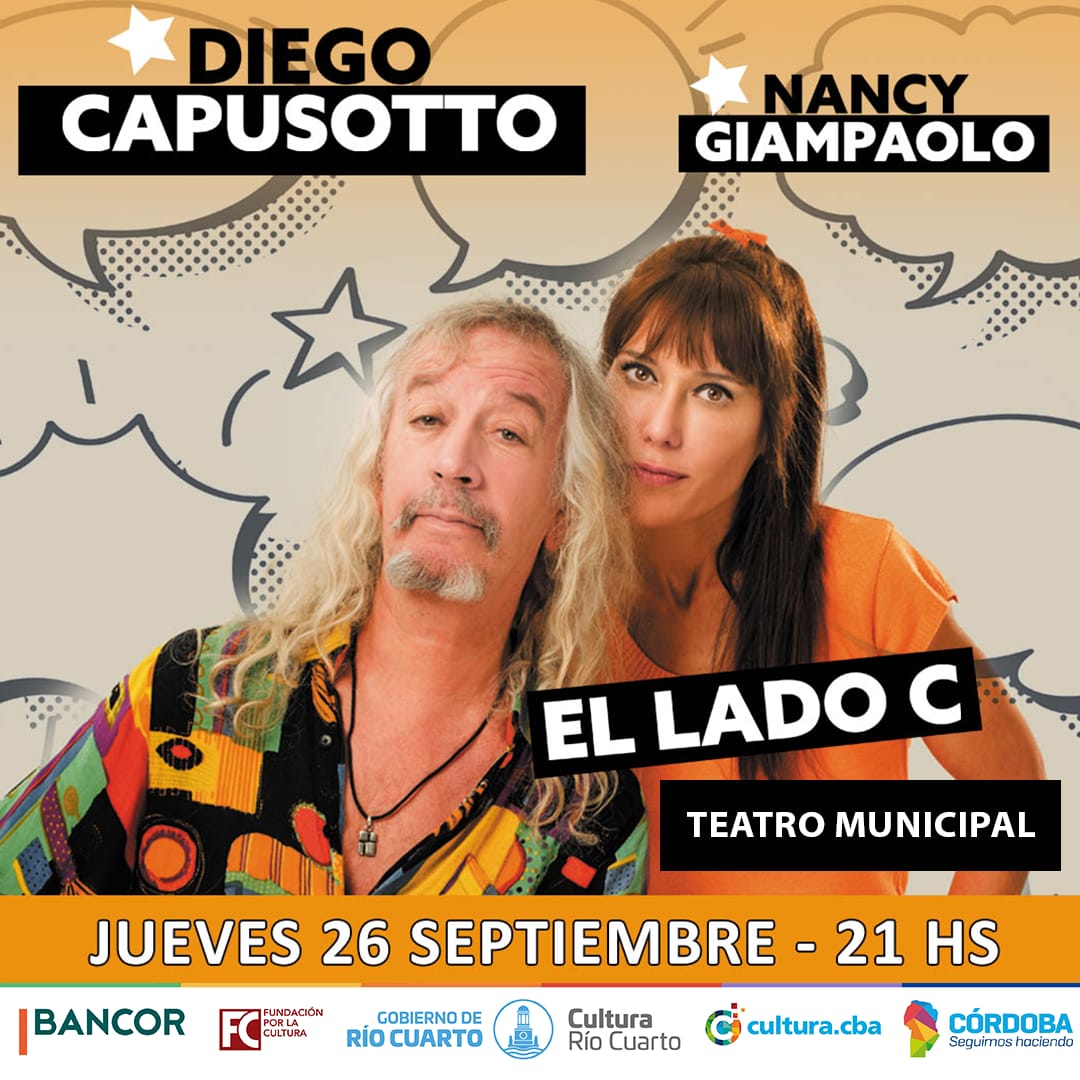 DIEGO
CAPUSOTTO
NANCY
GIAMPAOLO
EL LADO C
TEATRO MUNICIPAL
JUEVES 26 SEPTIEMBRE - 21 HS
BANCOR
FC
FUNDACIÓN
POR LA
CULTURA
GOBIERNO DE
RÍO CUARTO
Cultura
Río Cuarto
cultura.cba
CÓRDOBA
Seguimos haciendo